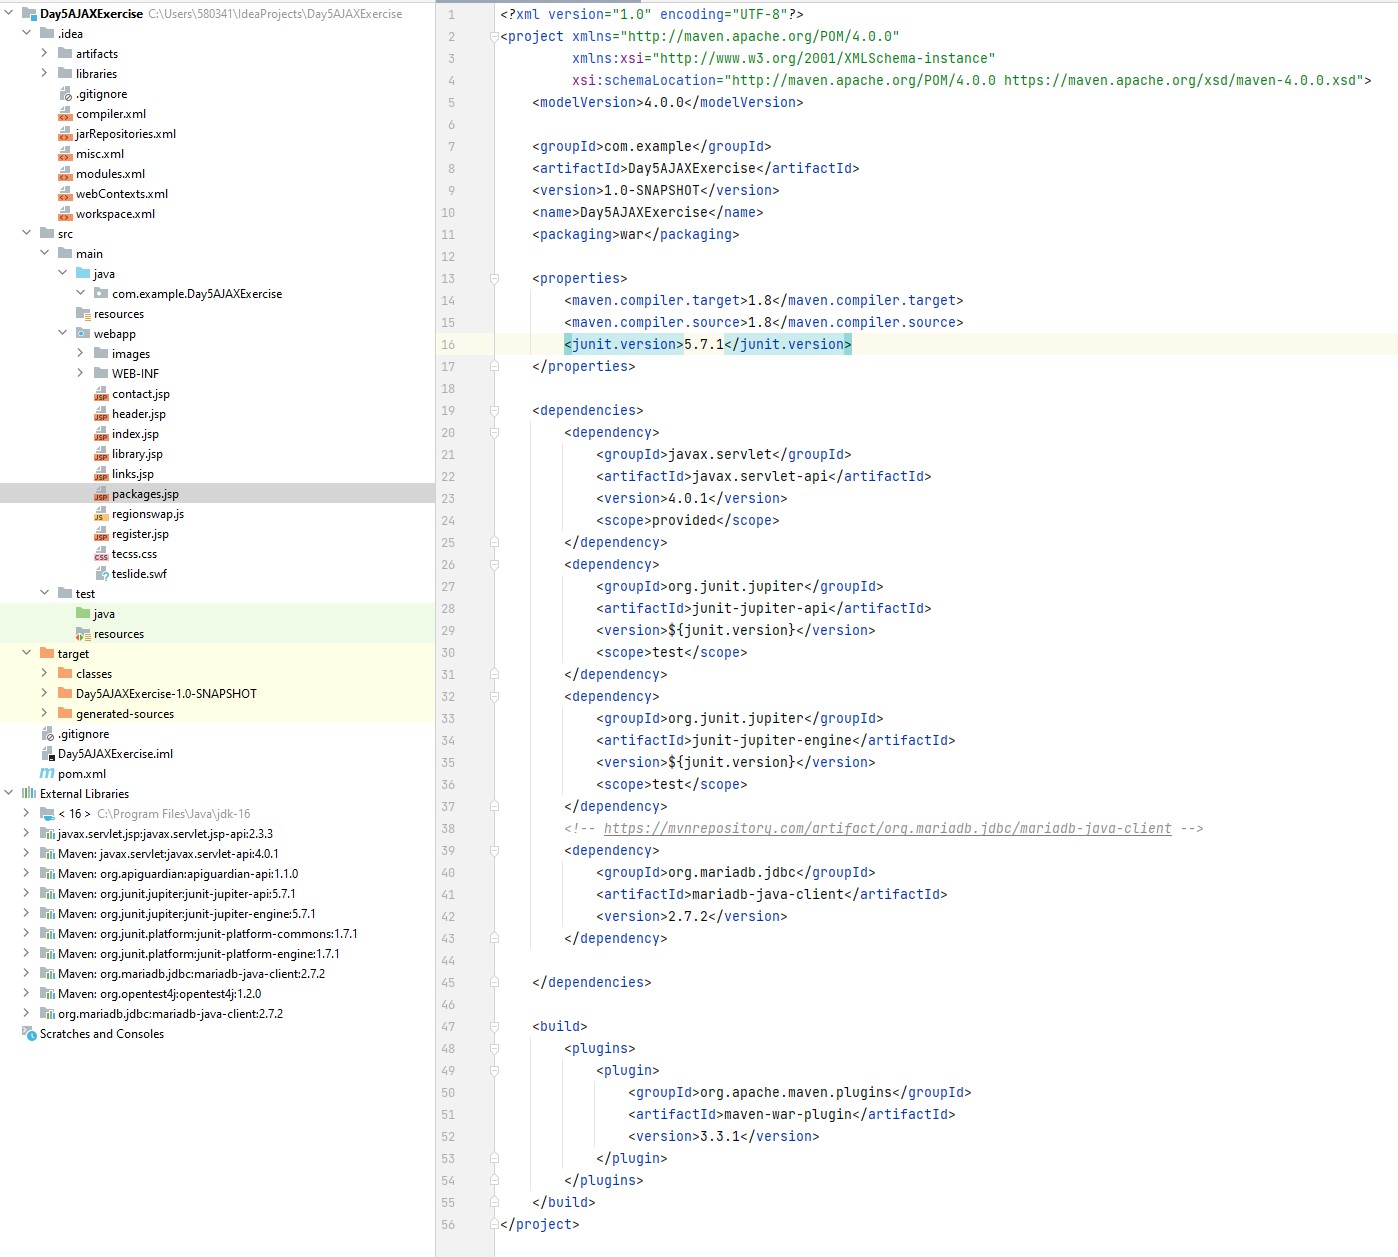 Day5AJAXExercise C:\Users\580341\IdeaProjects\Day5AJAXExercise
.idea
artifacts
libraries
.gitignore
compiler.xml
jarRepositories.xml
misc.xml
modules.xml
webContexts.xml
workspace.xml
src
main
java
com.example.Day5AJAXExercise
resources
webapp
images
WEB-INF
contact.jsp
header.jsp
index.jsp
library.jsp
links.jsp
packages.jsp
regionswap.js
register.jsp
tecss.css
teslide.swf
test
java
resources
target
classes
Day5AJAXExercise-1.0-SNAPSHOT
generated-sources
.gitignore
Day5AJAXExercise.iml
pom.xml
External Libraries
< 16 > C:\Program Files\Java\jdk-16
javax.servlet.jsp:javax.servlet.jsp-api:2.3.3
Maven: javax.servlet:javax.servlet-api:4.0.1
Maven: org.apiguardian:apiguardian-api:1.1.0
Maven: org.junit.jupiter:junit-jupiter-api:5.7.1
Maven: org.junit.jupiter:junit-jupiter-engine:5.7.1
Maven: org.junit.platform:junit-platform-commons:1.7.1
Maven: org.junit.platform:junit-platform-engine:1.7.1
Maven: org.mariadb.jdbc:mariadb-java-client:2.7.2
Maven: org.opentest4j:opentest4j:1.2.0
org.mariadb.jdbc:mariadb-java-client:2.7.2
Scratches and Consoles
1 <?xml version="1.0" encoding="UTF-8"?>
2 <project xmlns="http://maven.apache.org/POM/4.0.0"
3 xmlns:xsi="http://www.w3.org/2001/XMLSchema-instance"
4 xsi:schemaLocation="http://maven.apache.org/POM/4.0.0 https://maven.apache.org/xsd/maven-4.0.0.xsd">
5 <modelVersion>4.0.0</modelVersion>
6
7 <groupId>com.example</groupId>
8 <artifactId>Day5AJAXExercise</artifactId>
9 <version>1.0-SNAPSHOT</version>
10 <name>Day5AJAXExercise</name>
11 <packaging>war</packaging>
12
13 <properties>
14 <maven.compiler.target>1.8</maven.compiler.target>
15 <maven.compiler.source>1.8</maven.compiler.source>
16 <junit.version>5.7.1</junit.version>
17 </properties>
18
19 <dependencies>
20 <dependency>
21 <groupId>javax.servlet</groupId>
22 <artifactId>javax.servlet-api</artifactId>
23 <version>4.0.1</version>
24 <scope>provided</scope>
25 </dependency>
26 <dependency>
27 <groupId>org.junit.jupiter</groupId>
28 <artifactId>junit-jupiter-api</artifactId>
29 <version>${junit.version}</version>
30 <scope>test</scope>
31 </dependency>
32 <dependency>
33 <groupId>org.junit.jupiter</groupId>
34 <artifactId>junit-jupiter-engine</artifactId>
35 <version>${junit.version}</version>
36 <scope>test</scope>
37 </dependency>
38 <!-- https://mvnrepository.com/artifact/org.mariadb.jdbc/mariadb-java-client -->
39 <dependency>
40 <groupId>org.mariadb.jdbc</groupId>
41 <artifactId>mariadb-java-client</artifactId>
42 <version>2.7.2</version>
43 </dependency>
44
45 </dependencies>
46
47 <build>
48 <plugins>
49 <plugin>
50 <groupId>org.apache.maven.plugins</groupId>
51 <artifactId>maven-war-plugin</artifactId>
52 <version>3.3.1</version>
53 </plugin>
54 </plugins>
55 </build>
56 </project>